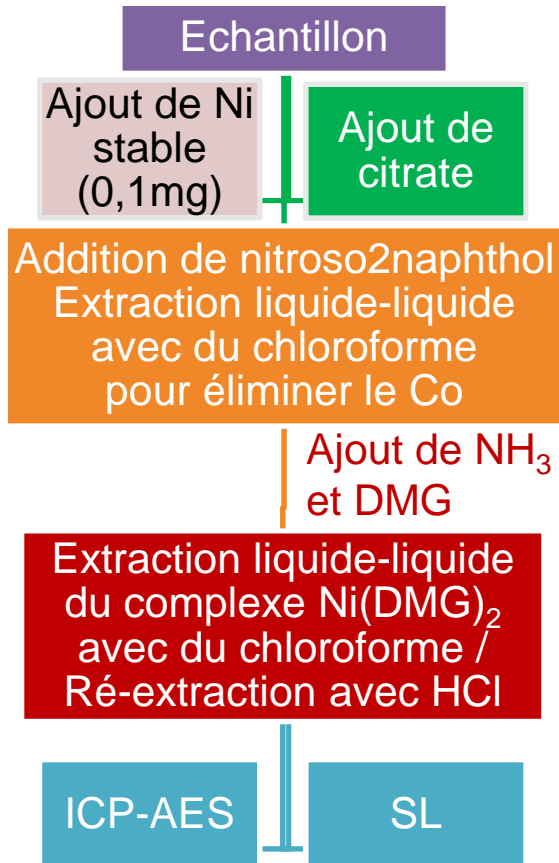 Echantillon
Ajout de Ni
stable
(0,1mg)
Ajout de
citrate
Addition de nitroso2naphthol
Extraction liquide-liquide
avec du chloroforme
pour éliminer le Co
Ajout de NH₃
et DMG
Extraction liquide-liquide
du complexe Ni(DMG)₂
avec du chloroforme /
Ré-extraction avec HCl
ICP-AES
SL